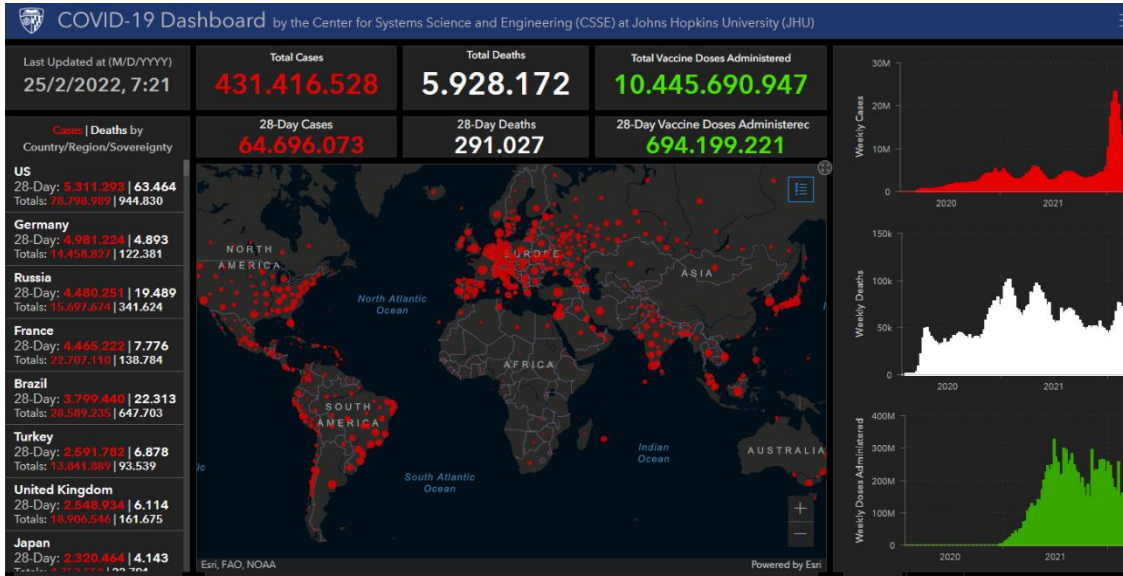 COVID-19 Dashboard by the Center for Systems Science and Engineering (CSSE) at Johns Hopkins University (JHU)
Last Updated at (M/D/YYYY)
25/2/2022, 7:21
Total Cases
431.416.528
Total Deaths
5.928.172
Total Vaccine Doses Administered
10.445.690.947
28-Day Cases
64.696.073
28-Day Deaths
291.027
28-Day Vaccine Doses Administerec
694.199.221
Cases | Deaths by
Country/Region/Sovereignty
US
28-Day: 5.311.293 | 63.464
Totals: 78.798.989 | 944.830
Germany
28-Day: 4.981.224 | 4.893
Totals: 14.458.827 | 122.381
Russia
28-Day: 4.480.251 | 19.489
Totals: 15.697.674 | 341.624
France
28-Day: 4.465.222 | 7.776
Totals: 22.707.110 | 138.784
Brazil
28-Day: 3.799.440 | 22.313
Totals: 28.589.235 | 647.703
Turkey
28-Day: 2.591.782 | 6.878
Totals: 13.841.889 | 93.539
United Kingdom
28-Day: 2.548.934 | 6.114
Totals: 18.906.546 | 161.675
Japan
28-Day: 2.320.464 | 4.143
NORTH
AMERICA
North Atlantic
Ocean
EUROPE
ASIA
AFRICA
SOUTH
AMERICA
South Atlantic
Ocean
Indian
Ocean
AUSTRALIA
ic
+
−
Esri, FAO, NOAA
Powered by Esri
Weekly Cases
30M
20M
10M
0
2020
2021
Weekly Deaths
150k
100k
50k
0
2020
2021
Weekly Doses Administered
400M
300M
200M
100M
0
2020
2021